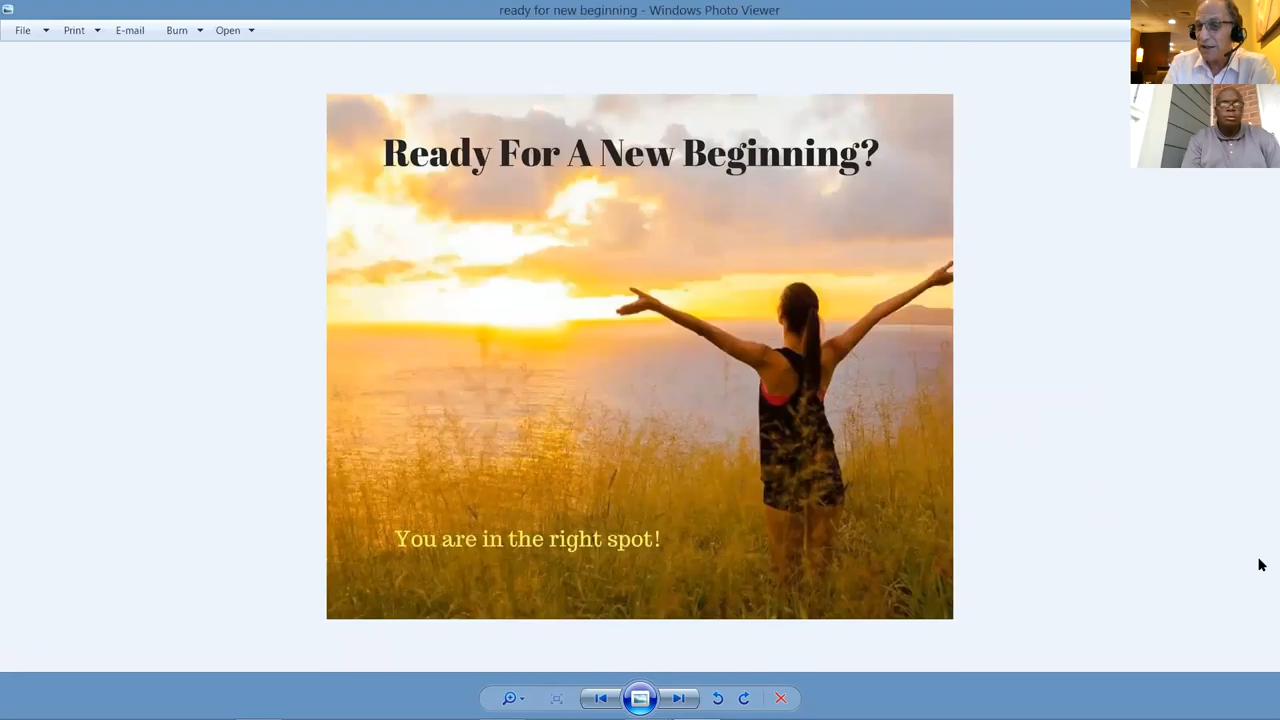 ready for new beginning - Windows Photo Viewer
File Print E-mail Burn Open
Ready For A New Beginning?
You are in the right spot!